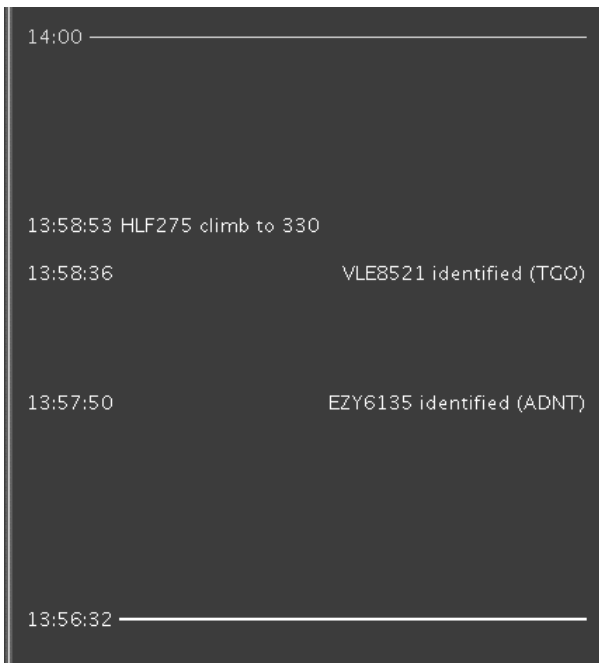 14:00
13:58:53 HLF275 climb to 330
13:58:36 VLE8521 identified (TGO)
13:57:50 EZY6135 identified (ADNT)
13:56:32